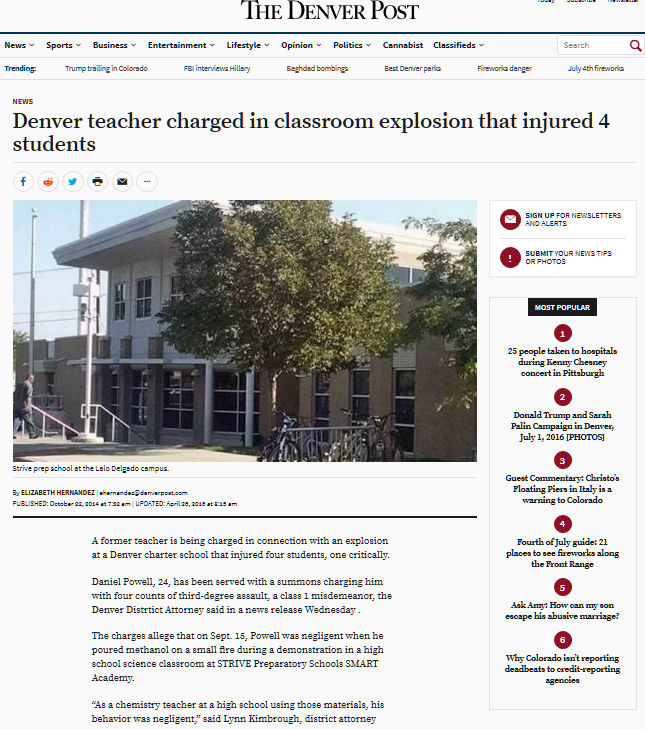 THE DENVER POST
Today Subscribe Newsletter
News Sports Business Entertainment Lifestyle Opinion Politics Cannabist Classifieds Search
Trending: Trump trailing in Colorado FBI interviews Hillary Baghdad bombings Best Denver parks Fireworks danger July 4th fireworks
NEWS
Denver teacher charged in classroom explosion that injured 4
students
Strive prep school at the Lalo Delgado campus.
By ELIZABETH HERNANDEZ | ehernandez@denverpost.com
PUBLISHED: October 22, 2014 at 7:32 am | UPDATED: April 26, 2016 at 5:15 am
A former teacher is being charged in connection with an explosion
at a Denver charter school that injured four students, one critically.
Daniel Powell, 24, has been served with a summons charging him
with four counts of third-degree assault, a class 1 misdemeanor, the
Denver Distrtict Attorney said in a news release Wednesday .
The charges allege that on Sept. 15, Powell was negligent when he
poured methanol on a small fire during a demonstration in a high
school science classroom at STRIVE Preparatory Schools SMART
Academy.
“As a chemistry teacher at a high school using those materials, his
behavior was negligent,” said Lynn Kimbrough, district attorney
SIGN UP FOR NEWSLETTERS
AND ALERTS
SUBMIT YOUR NEWS TIPS
OR PHOTOS
MOST POPULAR
1
25 people taken to hospitals
during Kenny Chesney
concert in Pittsburgh
2
Donald Trump and Sarah
Palin Campaign in Denver,
July 1, 2016 [PHOTOS]
3
Guest Commentary: Christo's
Floating Piers in Italy is a
warning to Colorado
4
Fourth of July guide: 21
places to see fireworks along
the Front Range
5
Ask Amy: How can my son
escape his abusive marriage?
6
Why Colorado isn't reporting
deadbeats to credit-reporting
agencies